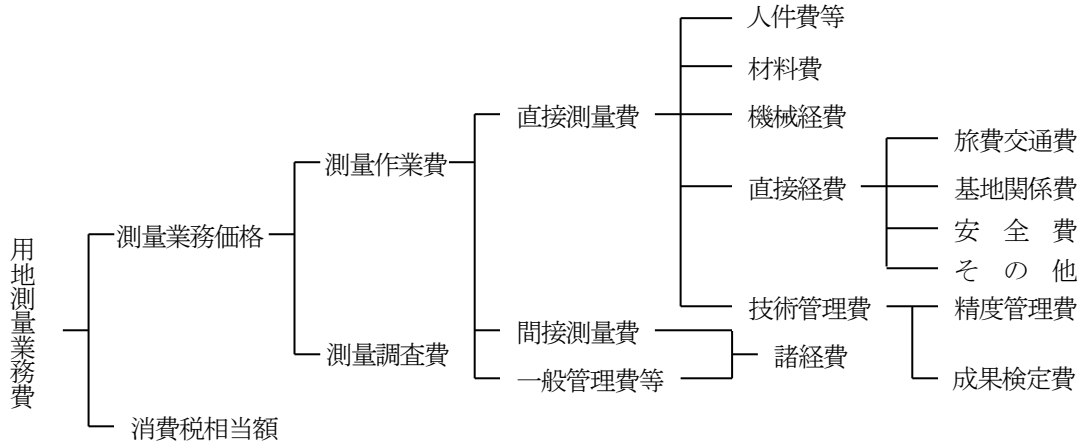 用地測量業務費
測量業務価格
消費税相当額
測量作業費
測量調査費
直接測量費
間接測量費
一般管理費等
諸経費
人件費等
材料費
機械経費
直接経費
技術管理費
旅費交通費
基地関係費
安 全 費
そ の 他
精度管理費
成果検定費